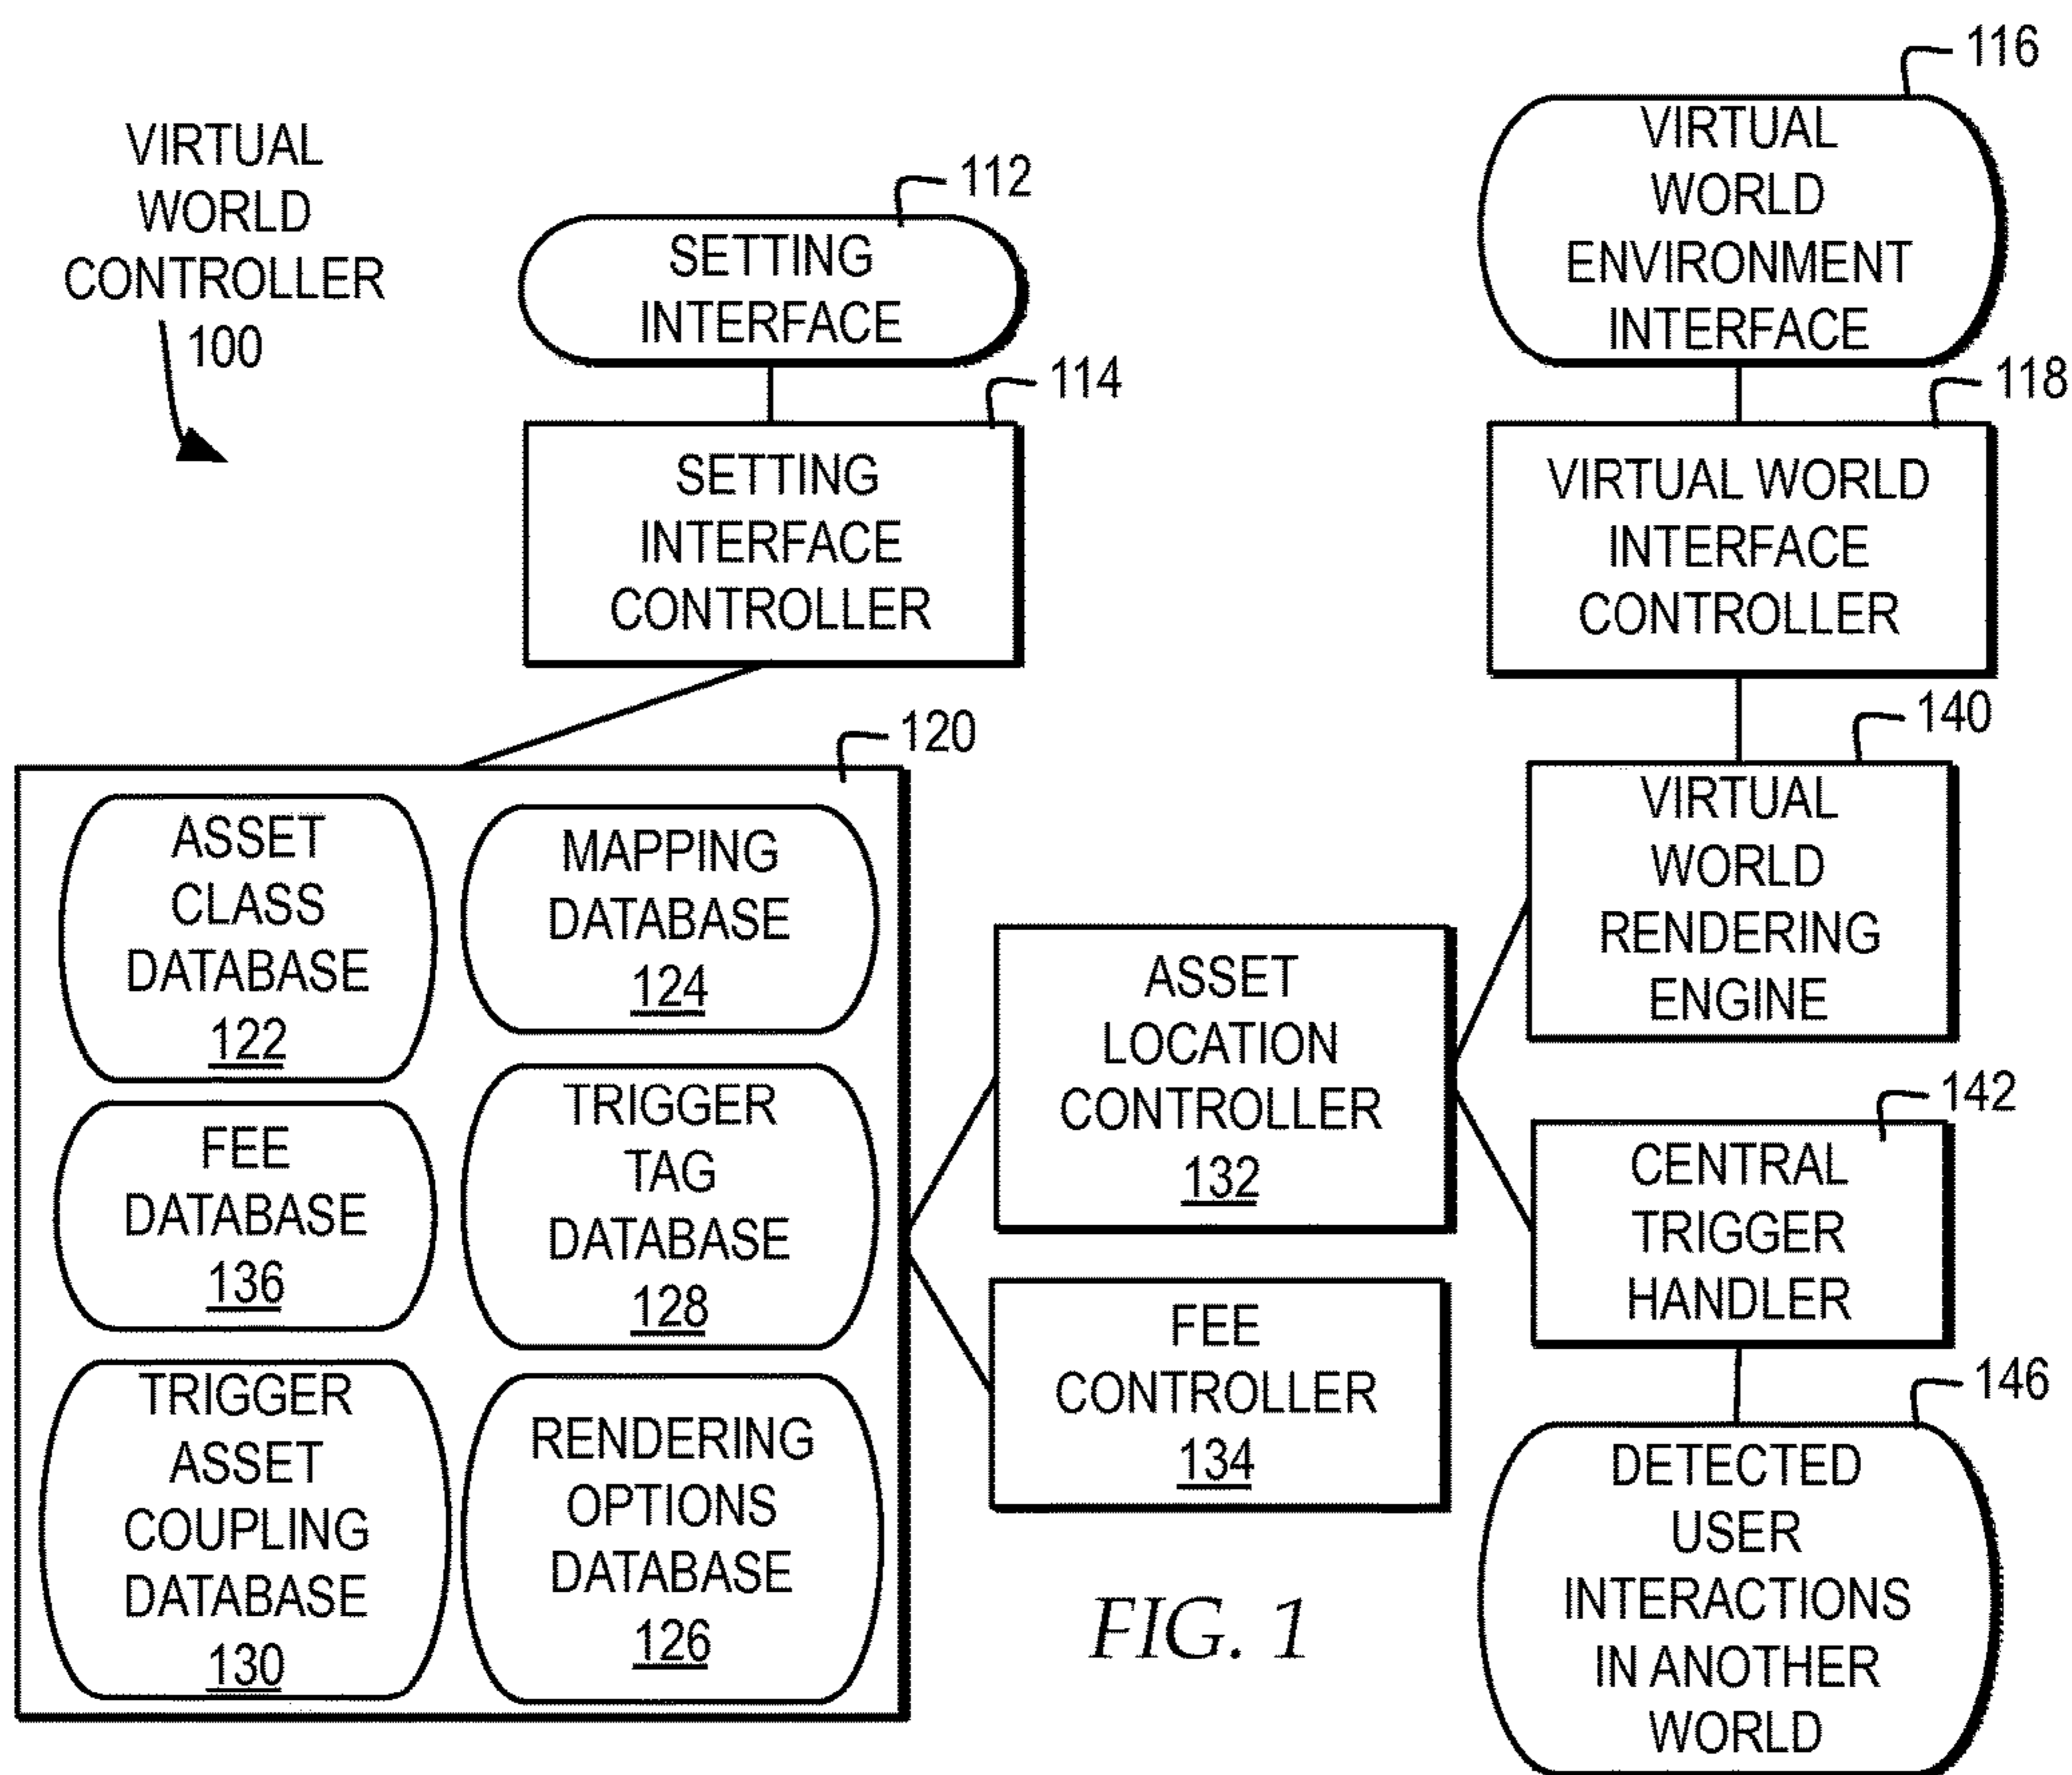 VIRTUAL
WORLD
CONTROLLER
100
112
SETTING
INTERFACE
114
SETTING
INTERFACE
CONTROLLER
116
VIRTUAL
WORLD
ENVIRONMENT
INTERFACE
118
VIRTUAL WORLD
INTERFACE
CONTROLLER
120
ASSET
CLASS
DATABASE
122
MAPPING
DATABASE
124
FEE
DATABASE
136
TRIGGER
TAG
DATABASE
128
TRIGGER
ASSET
COUPLING
DATABASE
130
RENDERING
OPTIONS
DATABASE
126
ASSET
LOCATION
CONTROLLER
132
FEE
CONTROLLER
134
140
VIRTUAL
WORLD
RENDERING
ENGINE
142
CENTRAL
TRIGGER
HANDLER
146
DETECTED
USER
INTERACTIONS
IN ANOTHER
WORLD
FIG. 1